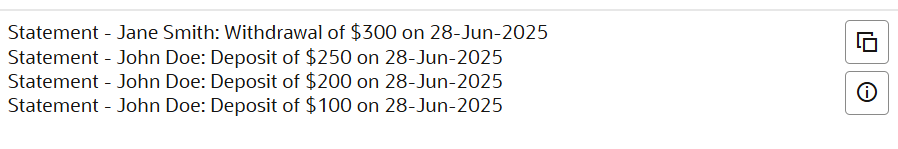 Statement - Jane Smith: Withdrawal of $300 on 28-Jun-2025
Statement - John Doe: Deposit of $250 on 28-Jun-2025
Statement - John Doe: Deposit of $200 on 28-Jun-2025
Statement - John Doe: Deposit of $100 on 28-Jun-2025